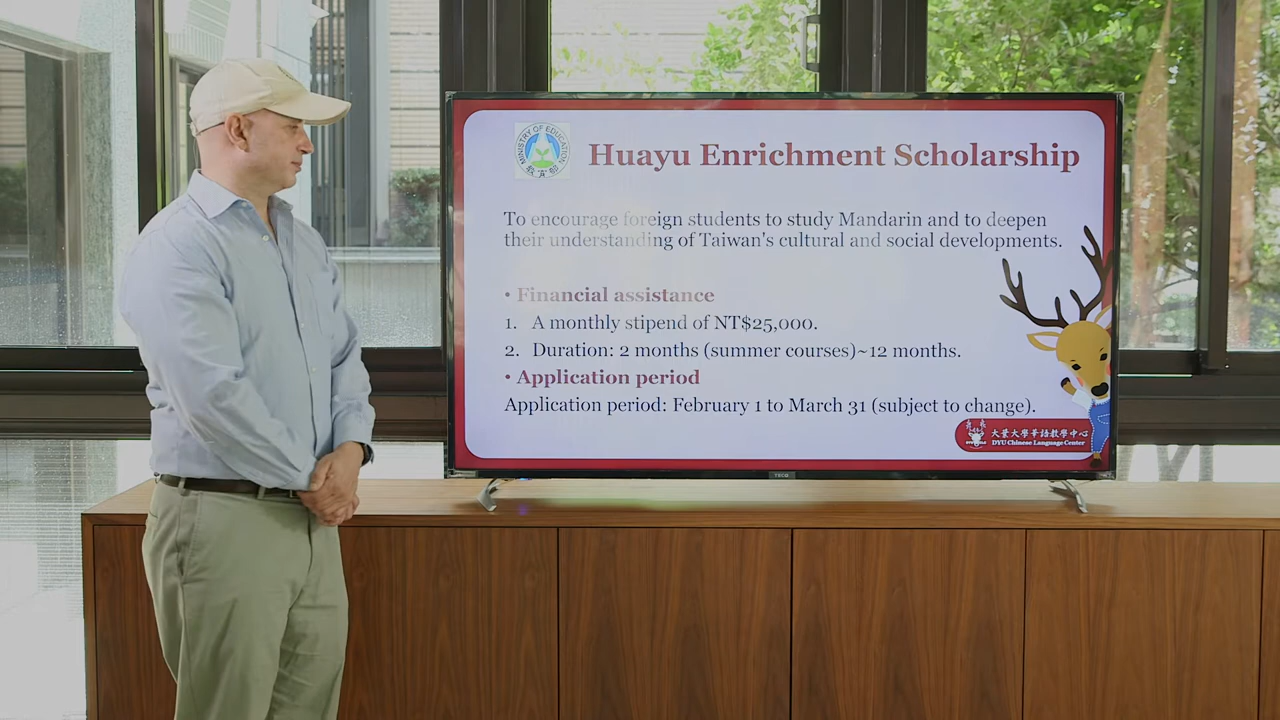 MINISTRY OF EDUCATION
教育部
Huayu Enrichment Scholarship
To encourage foreign students to study Mandarin and to deepen
their understanding of Taiwan's cultural and social developments.
• Financial assistance
1. A monthly stipend of NT$25,000.
2. Duration: 2 months (summer courses)~12 months.
• Application period
Application period: February 1 to March 31 (subject to change).
大葉大學華語教學中心
DYU Chinese Language Center
TECO